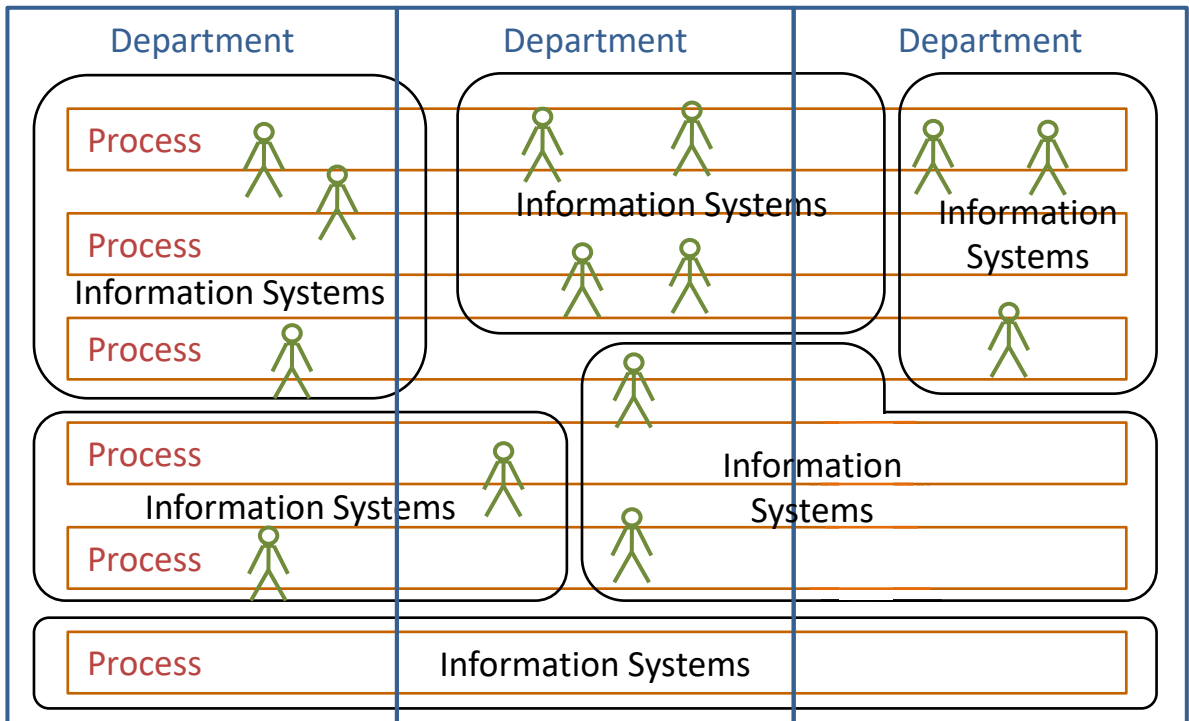 Department
Department
Department
Process
Information Systems
Information
Systems
Process
Information Systems
Process
Process
Information
Systems
Information Systems
Process
Process
Information Systems